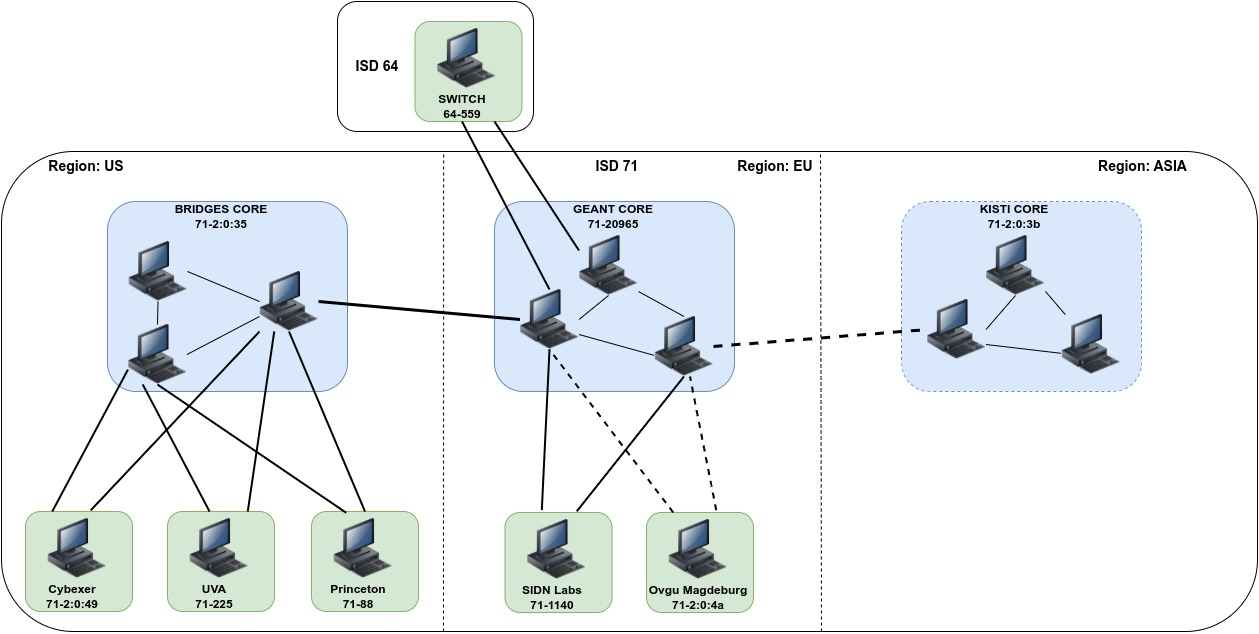 ISD 64
SWITCH
64-559
Region: US
ISD 71
Region: EU
Region: ASIA
BRIDGES CORE
71-2:0:35
GEANT CORE
71-20965
KISTI CORE
71-2:0:3b
Cybexer
71-2:0:49
UVA
71-225
Princeton
71-88
SIDN Labs
71-1140
Ovgu Magdeburg
71-2:0:4a